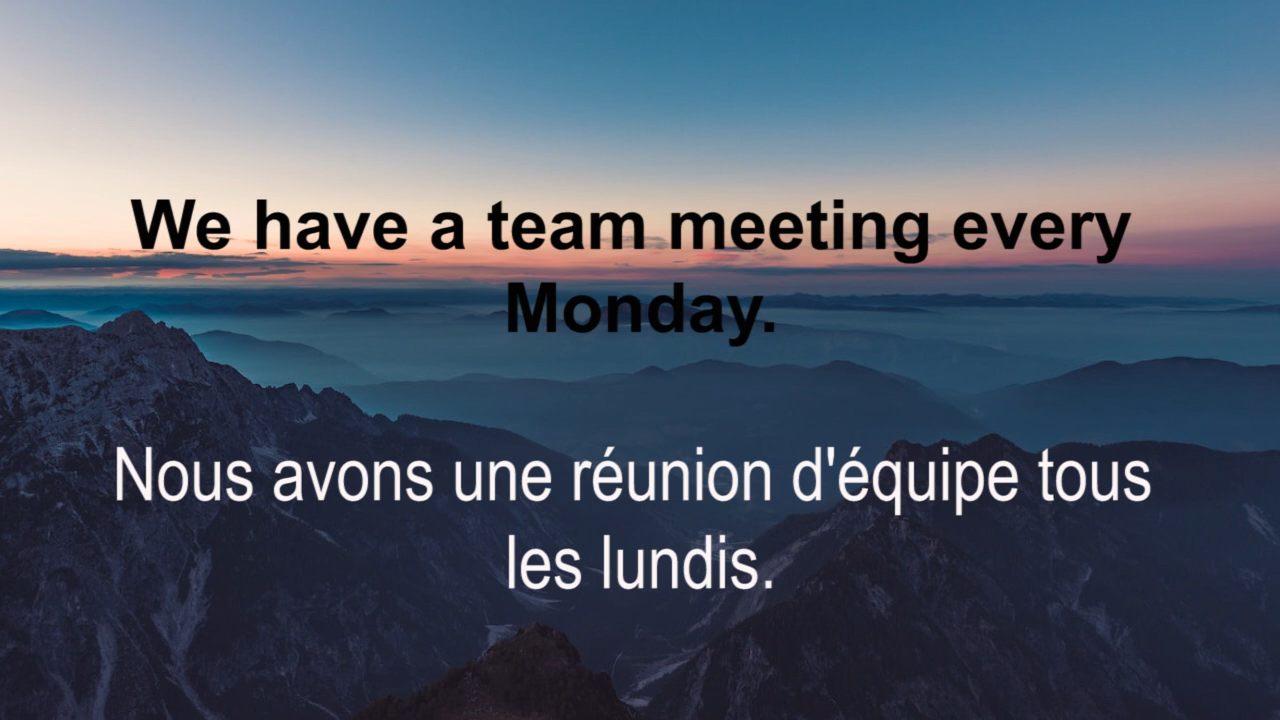 We have a team meeting every
Monday.
Nous avons une réunion d'équipe tous
les lundis.